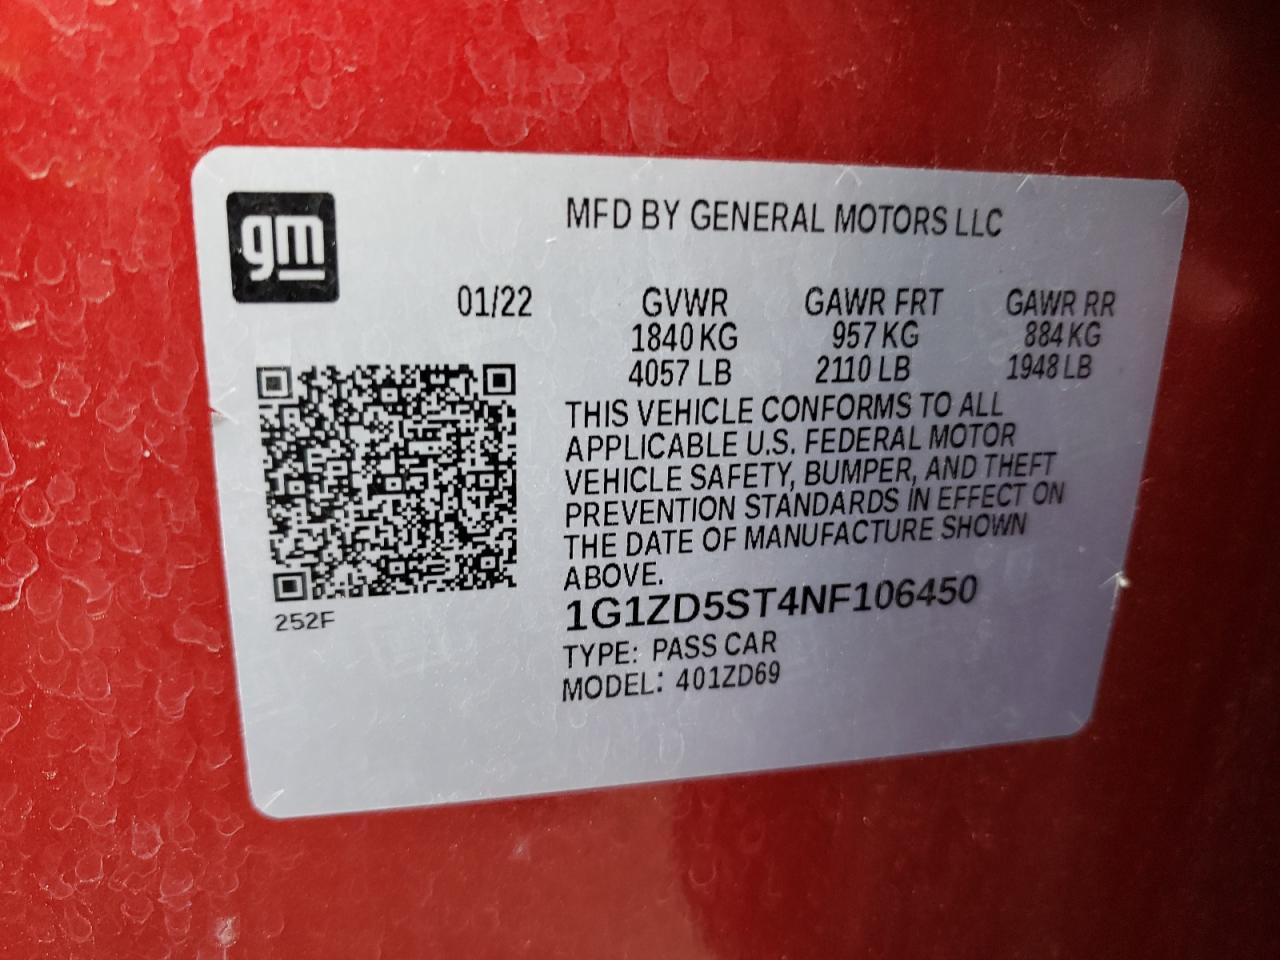 gm
MFD BY GENERAL MOTORS LLC
01/22 GVWR GAWR FRT GAWR RR
1840 KG 957 KG 884 KG
4057 LB 2110 LB 1948 LB
THIS VEHICLE CONFORMS TO ALL
APPLICABLE U.S. FEDERAL MOTOR
VEHICLE SAFETY, BUMPER, AND THEFT
PREVENTION STANDARDS IN EFFECT ON
THE DATE OF MANUFACTURE SHOWN
ABOVE.
1G1ZD5ST4NF106450
252F
TYPE: PASS CAR
MODEL: 401ZD69